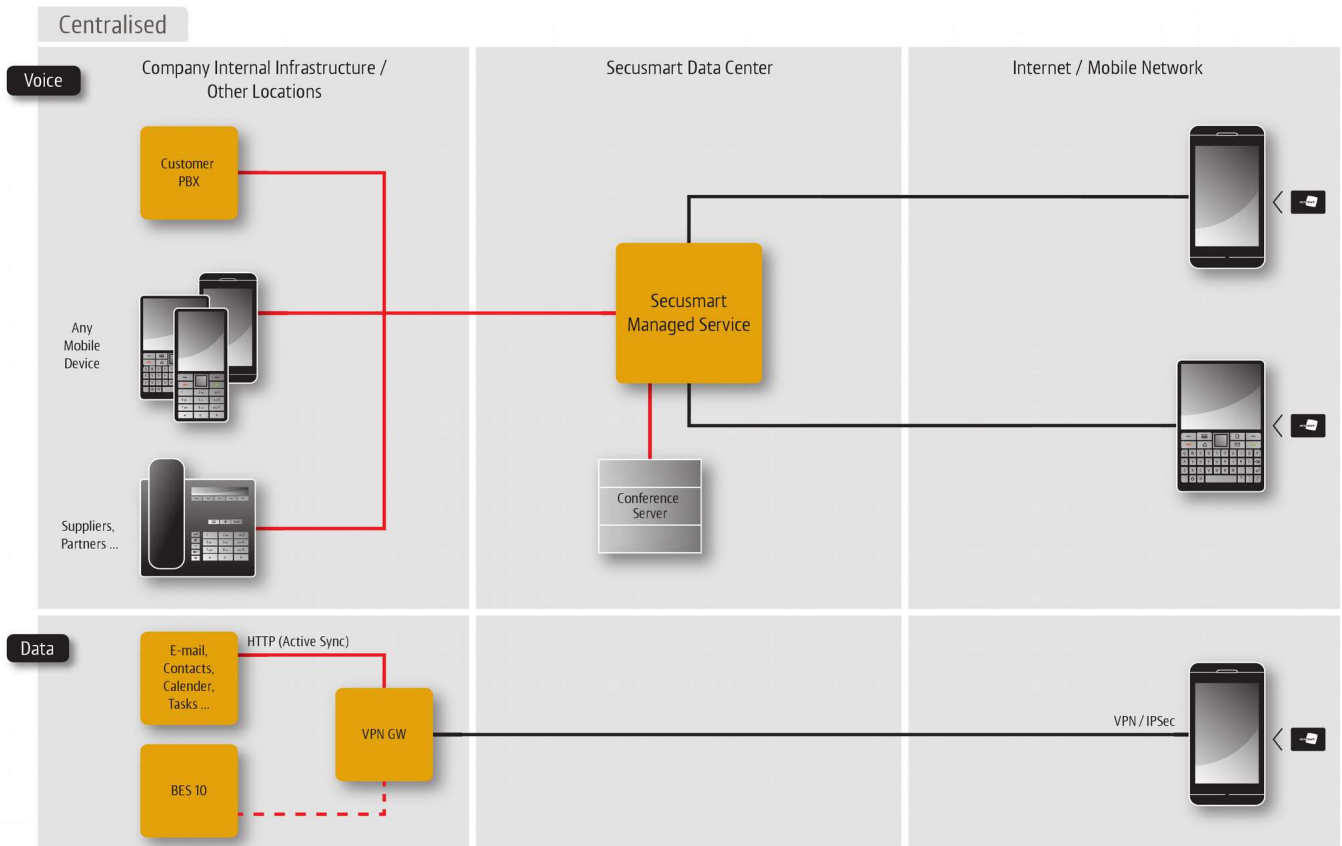 Centralised
Voice
Company Internal Infrastructure /
Other Locations
Secusmart Data Center
Internet / Mobile Network
Customer
PBX
Any
Mobile
Device
Secusmart
Managed Service
Suppliers,
Partners ...
Conference
Server
Data
E-mail,
Contacts,
Calender,
Tasks ...
HTTP (Active Sync)
VPN GW
VPN / IPSec
BES 10